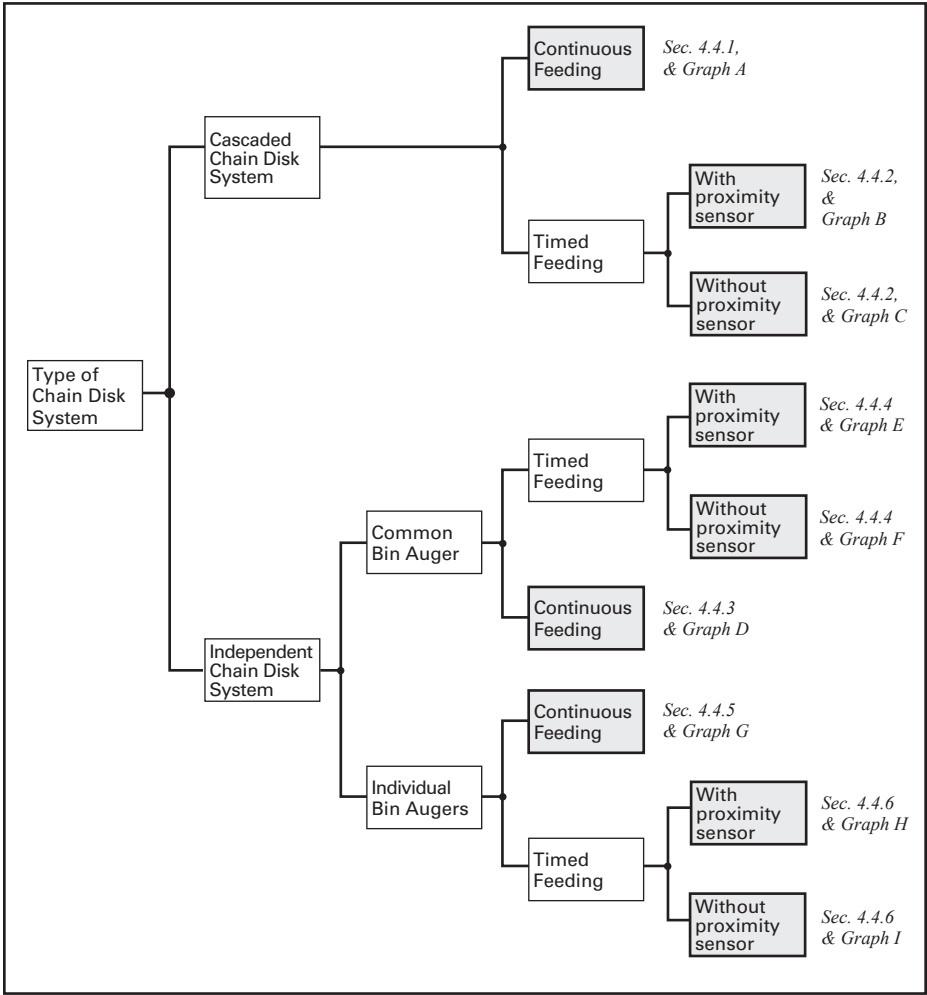 Continuous
Feeding
Sec. 4.4.1,
& Graph A
Cascaded
Chain Disk
System
With
proximity
sensor
Sec. 4.4.2,
&
Graph B
Timed
Feeding
Without
proximity
sensor
Sec. 4.4.2,
& Graph C
Type of
Chain Disk
System
With
proximity
sensor
Sec. 4.4.4
& Graph E
Timed
Feeding
Without
proximity
sensor
Sec. 4.4.4
& Graph F
Common
Bin Auger
Continuous
Feeding
Sec. 4.4.3
& Graph D
Independent
Chain Disk
System
Continuous
Feeding
Sec. 4.4.5
& Graph G
Individual
Bin Augers
With
proximity
sensor
Sec. 4.4.6
& Graph H
Timed
Feeding
Without
proximity
sensor
Sec. 4.4.6
& Graph I